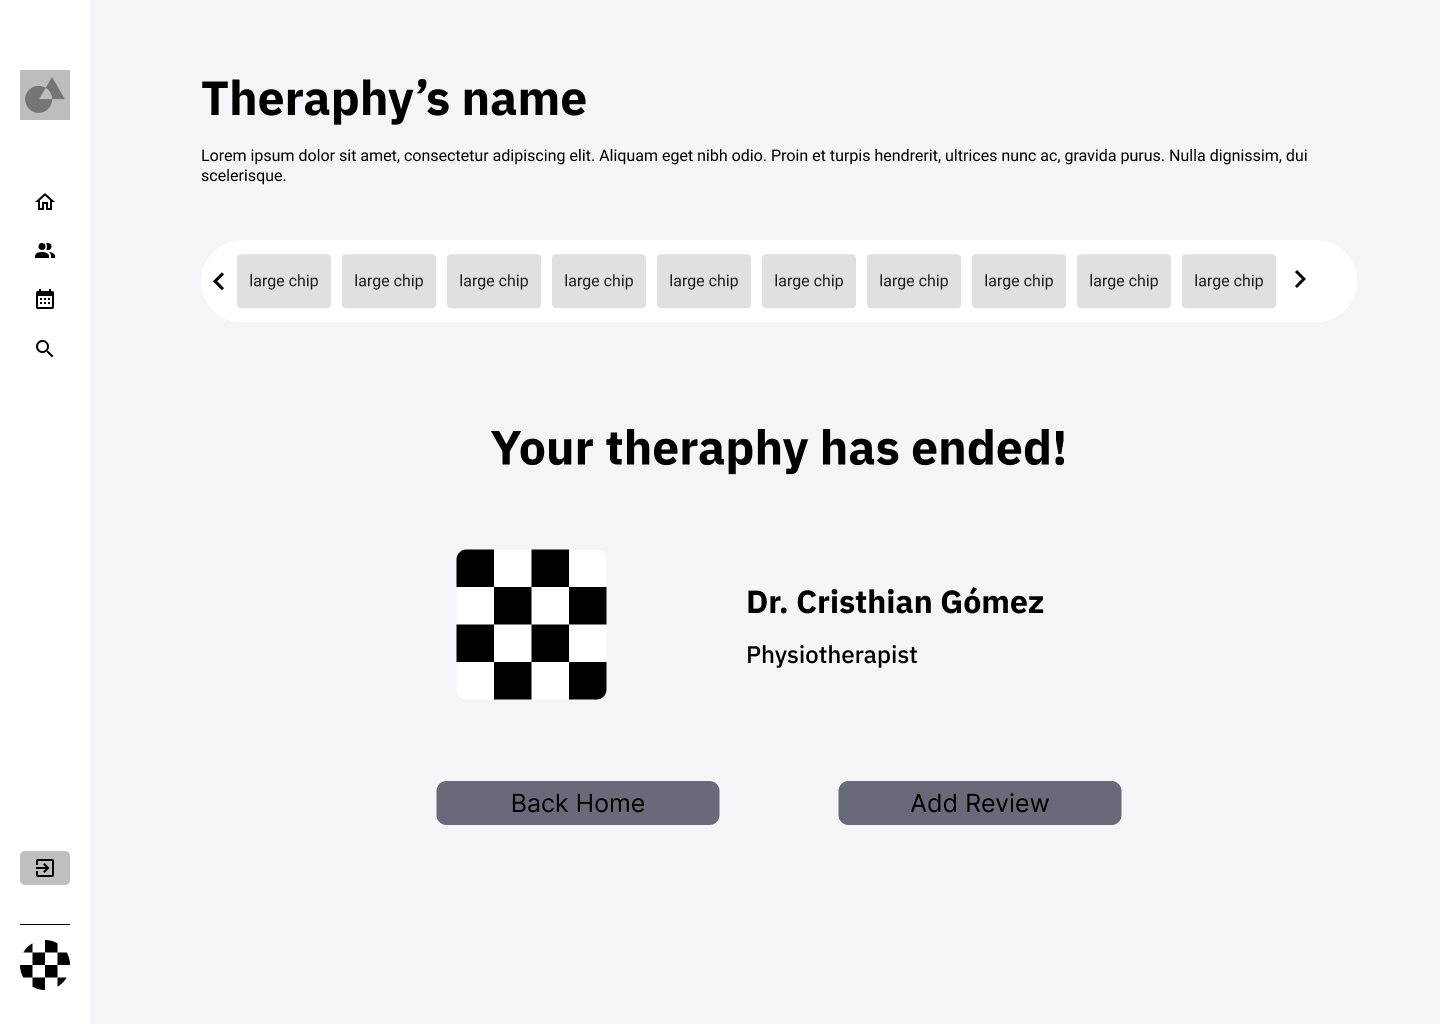 Theraphy’s name
Lorem ipsum dolor sit amet, consectetur adipiscing elit. Aliquam eget nibh odio. Proin et turpis hendrerit, ultrices nunc ac, gravida purus. Nulla dignissim, dui
scelerisque.
large chip large chip large chip large chip large chip large chip large chip large chip large chip large chip
Your theraphy has ended!
Dr. Cristhian Gómez
Physiotherapist
Back Home Add Review